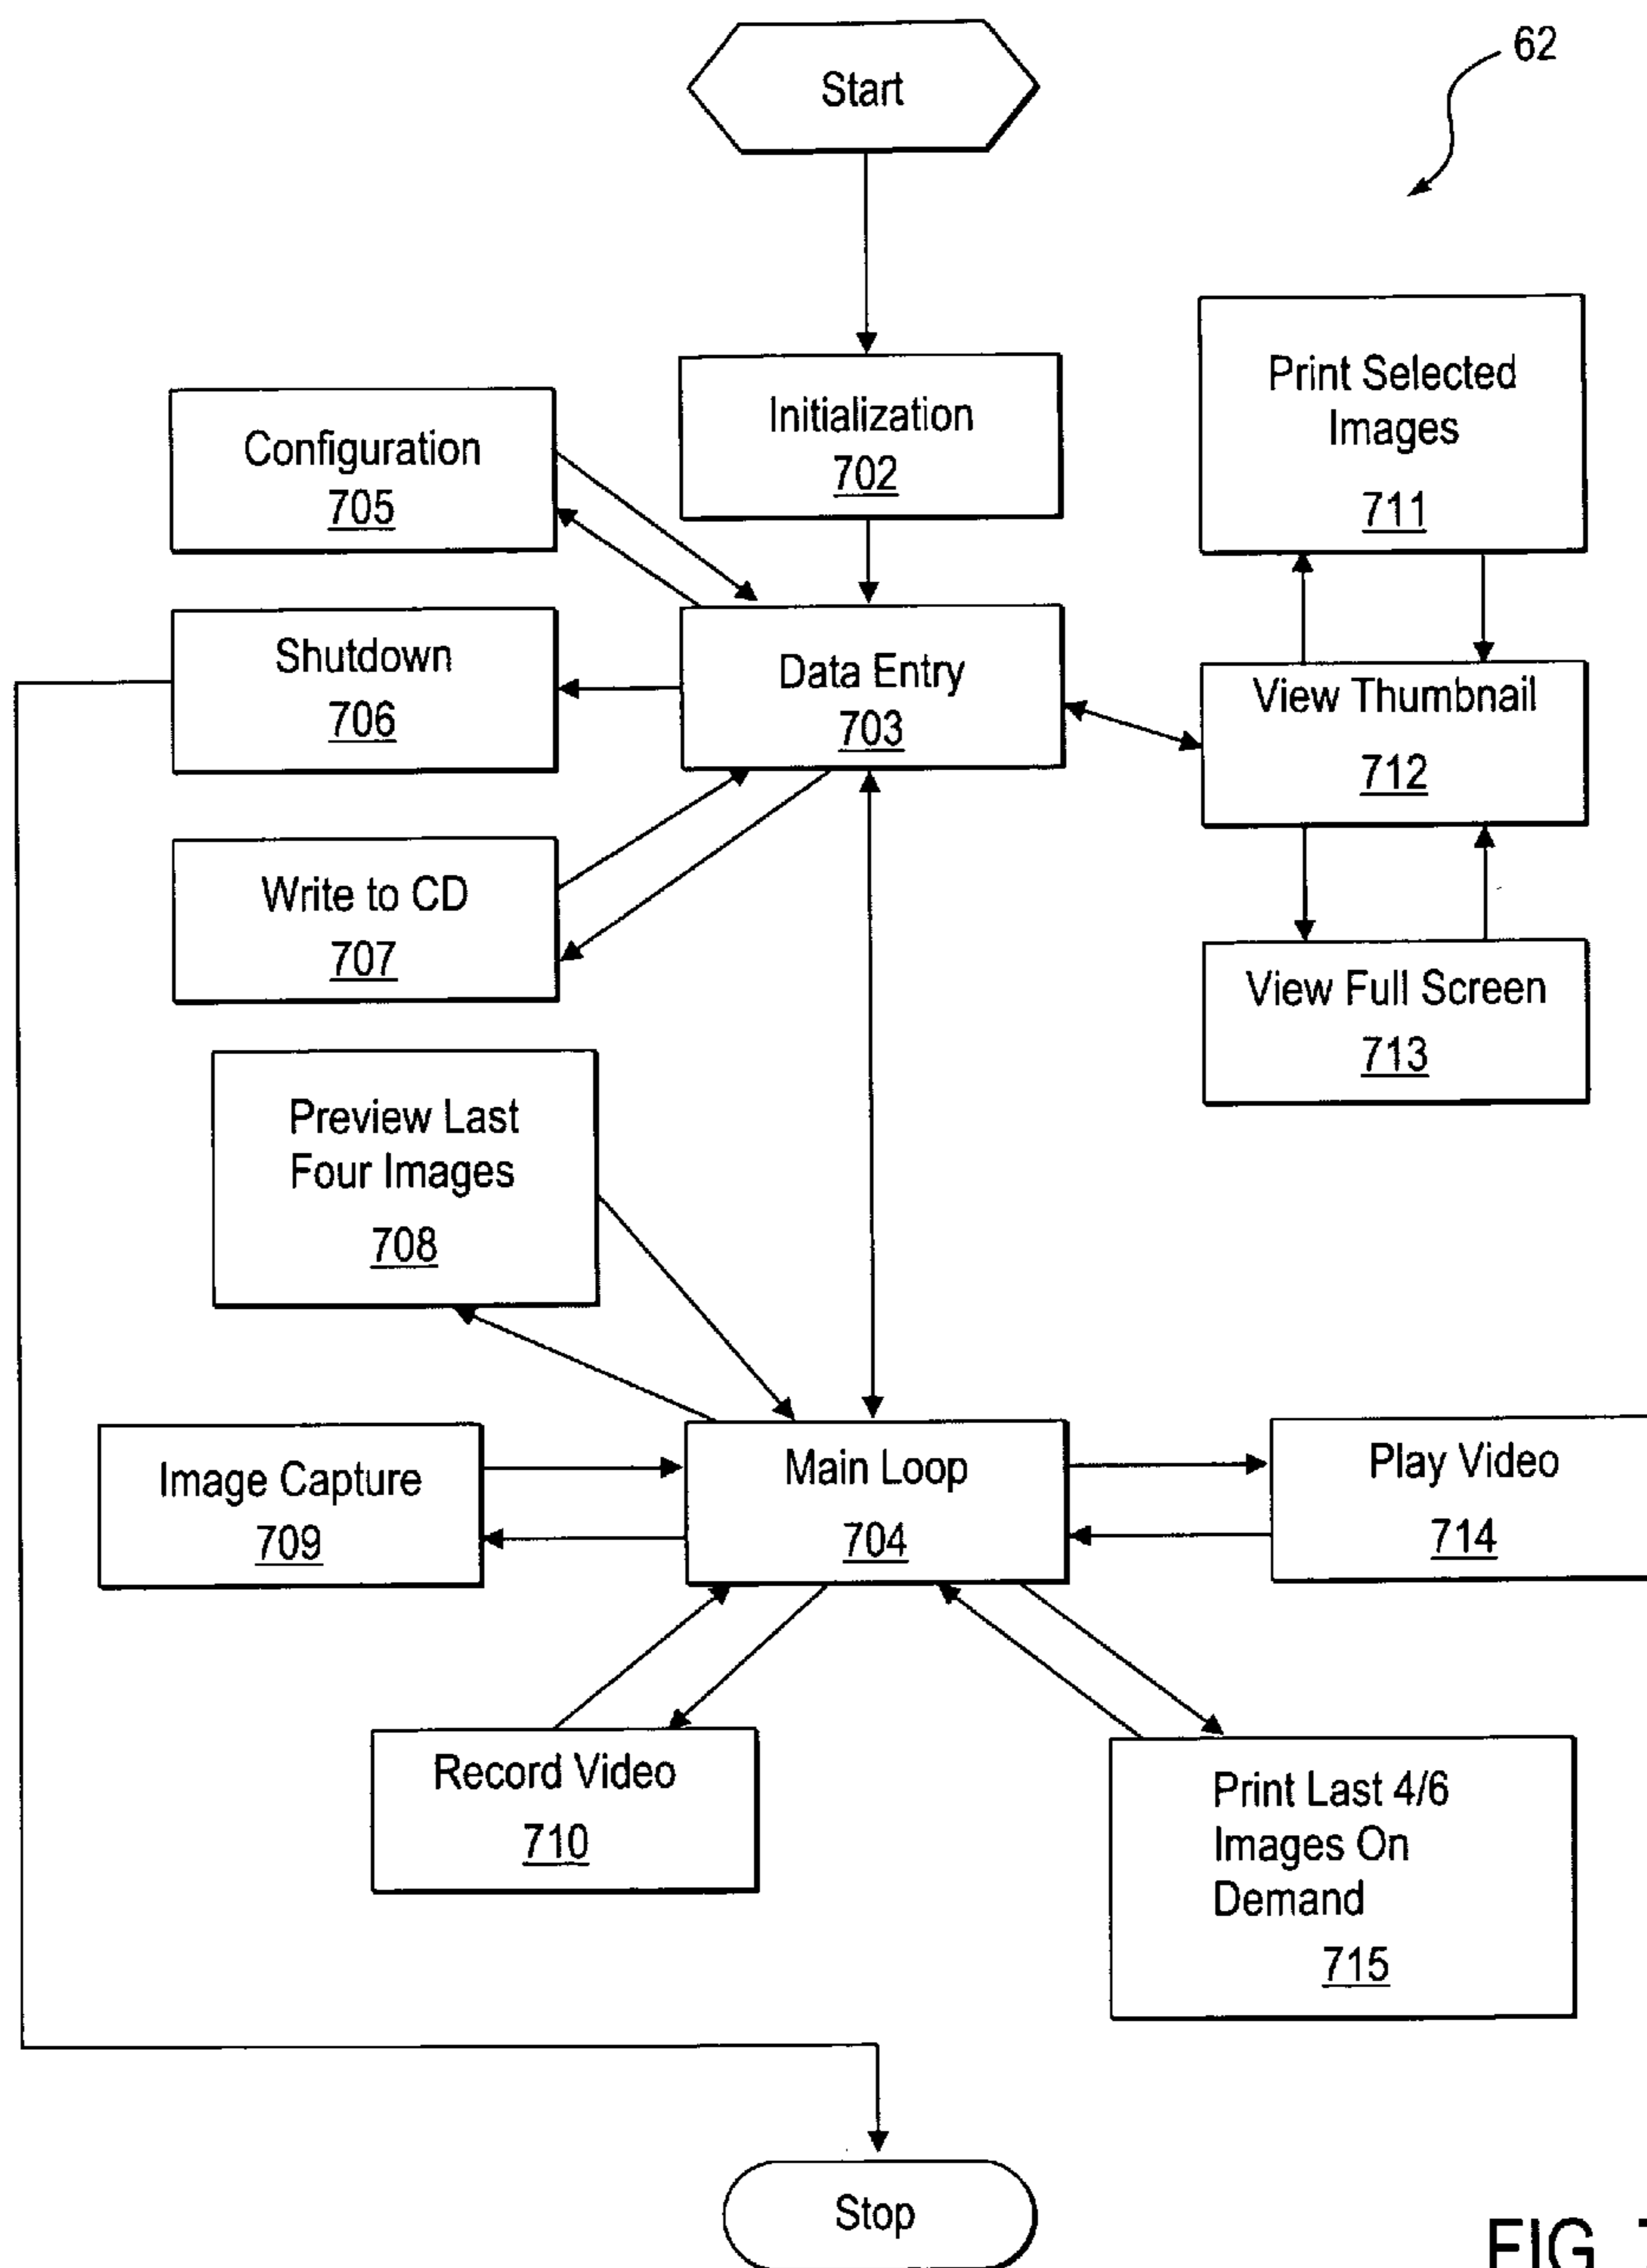 Start
62
Initialization
702
Configuration
705
Print Selected
Images
711
Shutdown
706
Data Entry
703
View Thumbnail
712
Write to CD
707
View Full Screen
713
Preview Last
Four Images
708
Image Capture
709
Main Loop
704
Play Video
714
Record Video
710
Print Last 4/6
Images On
Demand
715
Stop
FIG.